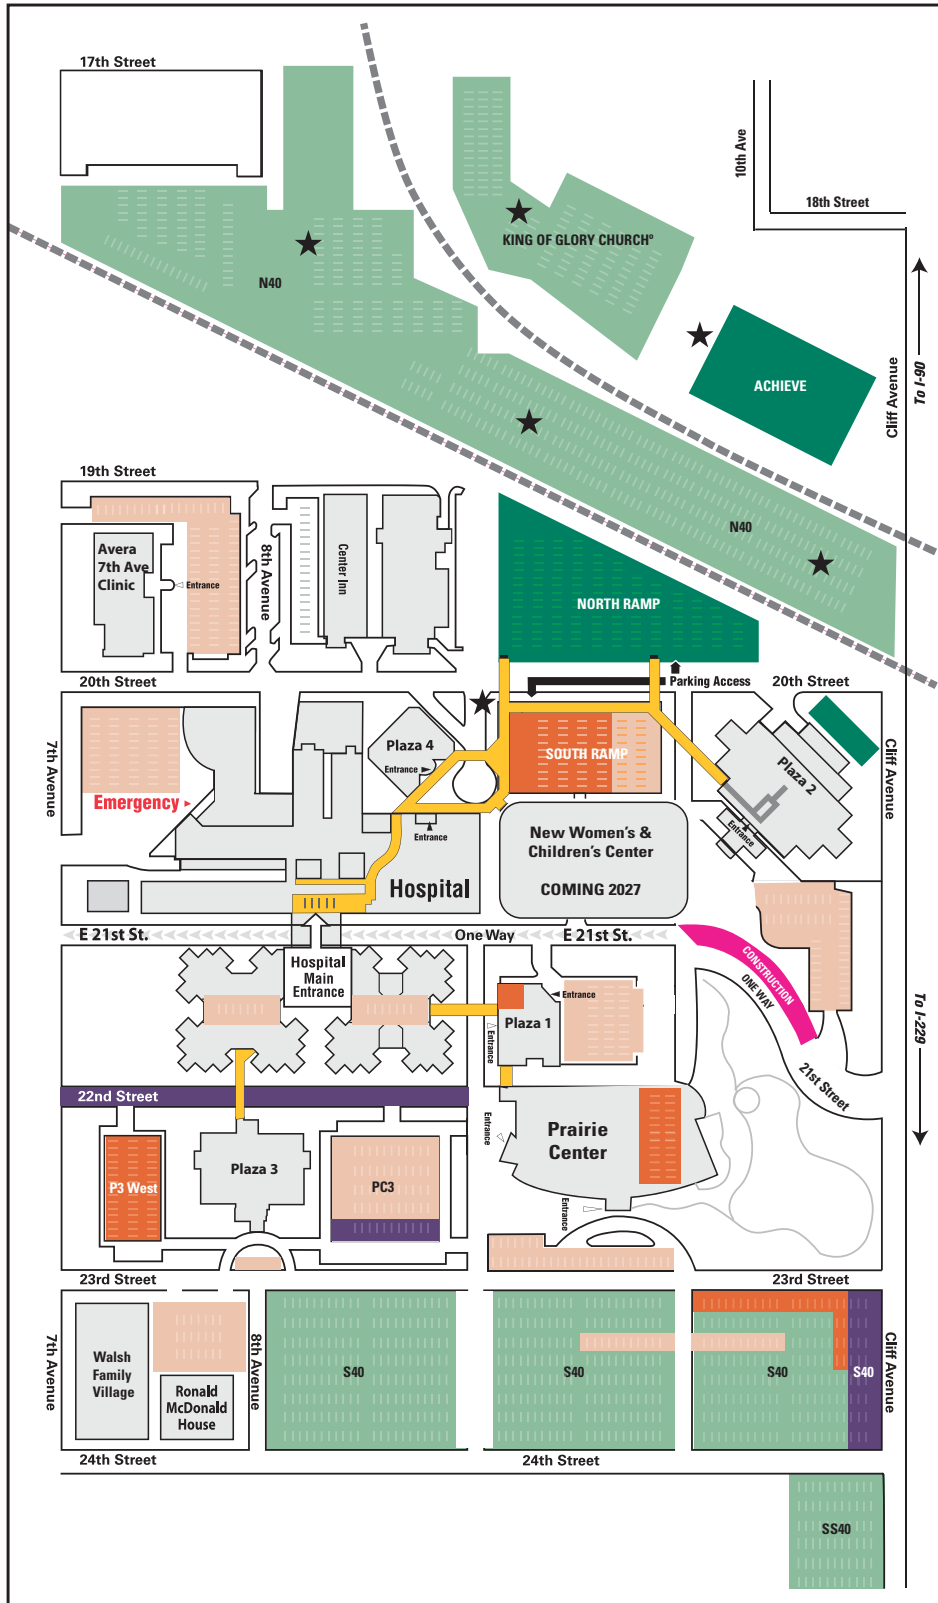 17th Street
10th Ave
18th Street
KING OF GLORY CHURCH°
N40
To I-90
Cliff Avenue
ACHIEVE
19th Street
N40
Avera
7th Ave
Clinic
Entrance
8th Avenue
Center Inn
NORTH RAMP
20th Street
Parking Access
20th Street
7th Avenue
Plaza 4
Entrance
SOUTH RAMP
Plaza 2
Cliff Avenue
Emergency
Entrance
Entrance
New Women's &
Children's Center
COMING 2027
Hospital
E 21st St.
One Way
E 21st St.
Hospital
Main
Entrance
CONSTRUCTION
ONE WAY
Entrance
Plaza 1
Entrance
To I-229
21st Street
22nd Street
Entrance
Prairie
Center
Plaza 3
P3 West
PC3
Entrance
23rd Street
23rd Street
7th Avenue
Walsh
Family
Village
Ronald
McDonald
House
8th Avenue
S40
S40
S40
S40
Cliff Avenue
24th Street
24th Street
SS40